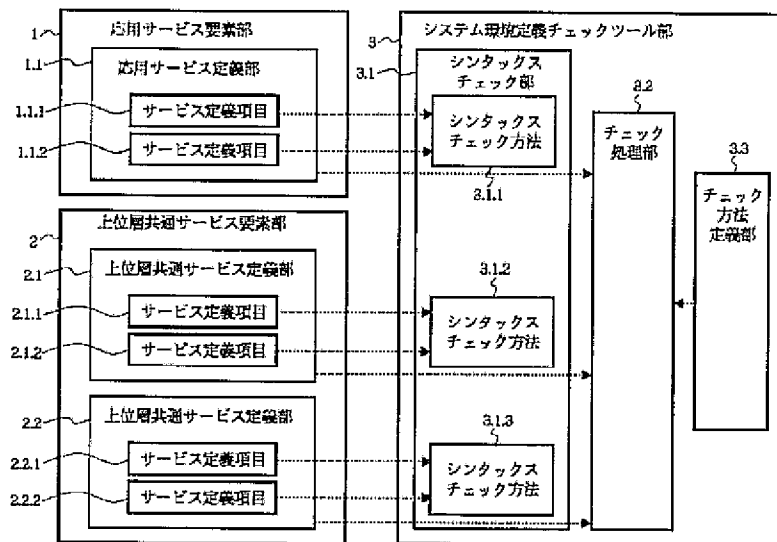 1
応用サービス要素部
1.1
応用サービス定義部
1.1.1
サービス定義項目
1.1.2
サービス定義項目
2
上位層共通サービス要素部
2.1
上位層共通サービス定義部
2.1.1
サービス定義項目
2.1.2
サービス定義項目
2.2
上位層共通サービス定義部
2.2.1
サービス定義項目
2.2.2
サービス定義項目
3
システム環境定義チェックツール部
3.1
シンタックス
チェック部
シンタックス
チェック方法
3.1.1
3.1.2
シンタックス
チェック方法
3.1.3
シンタックス
チェック方法
3.2
チェック
処理部
3.3
チェック
方法
定義部